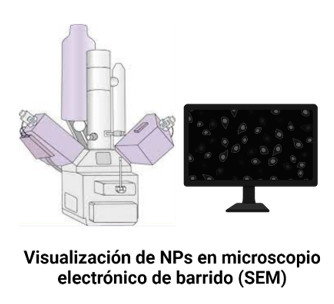 Visualización de NPs en microscopio
electrónico de barrido (SEM)